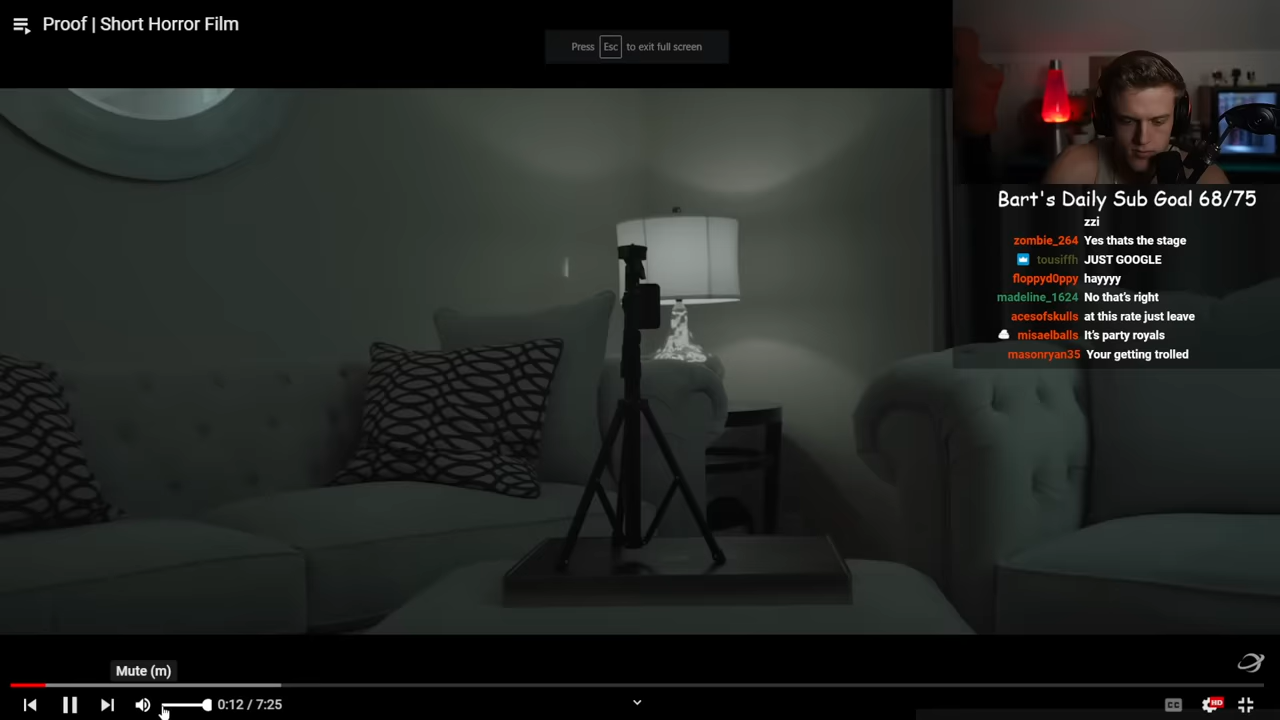 Proof | Short Horror Film
Press Esc to exit full screen
Bart's Daily Sub Goal 68/75
zzi
zombie_264 Yes thats the stage
tousiffh JUST GOOGLE
floppyd0ppy hayyyy
madeline_1624 No that's right
acesofskulls at this rate just leave
misaelballs It's party royals
masonryan35 Your getting trolled
Mute (m)
0:12 / 7:25
CC
HD